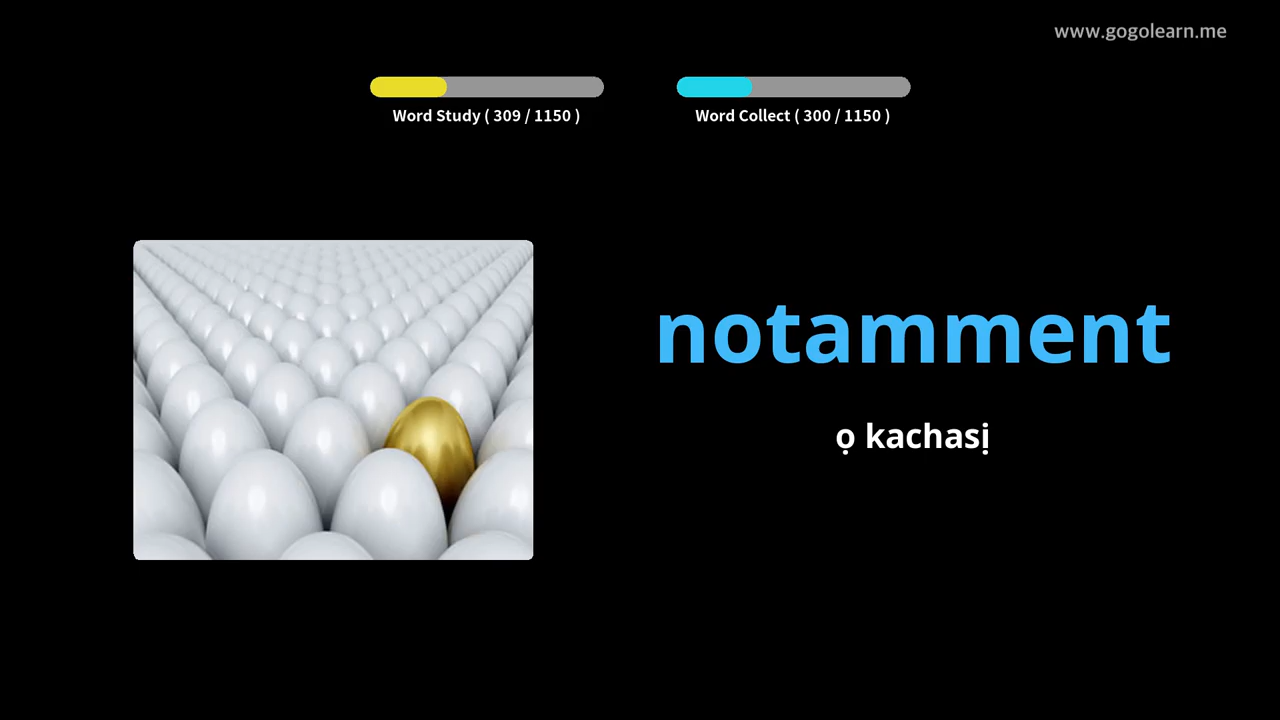 www.gogolearn.me
Word Study ( 309 / 1150 )
Word Collect ( 300 / 1150 )
notamment
ọ kachasị